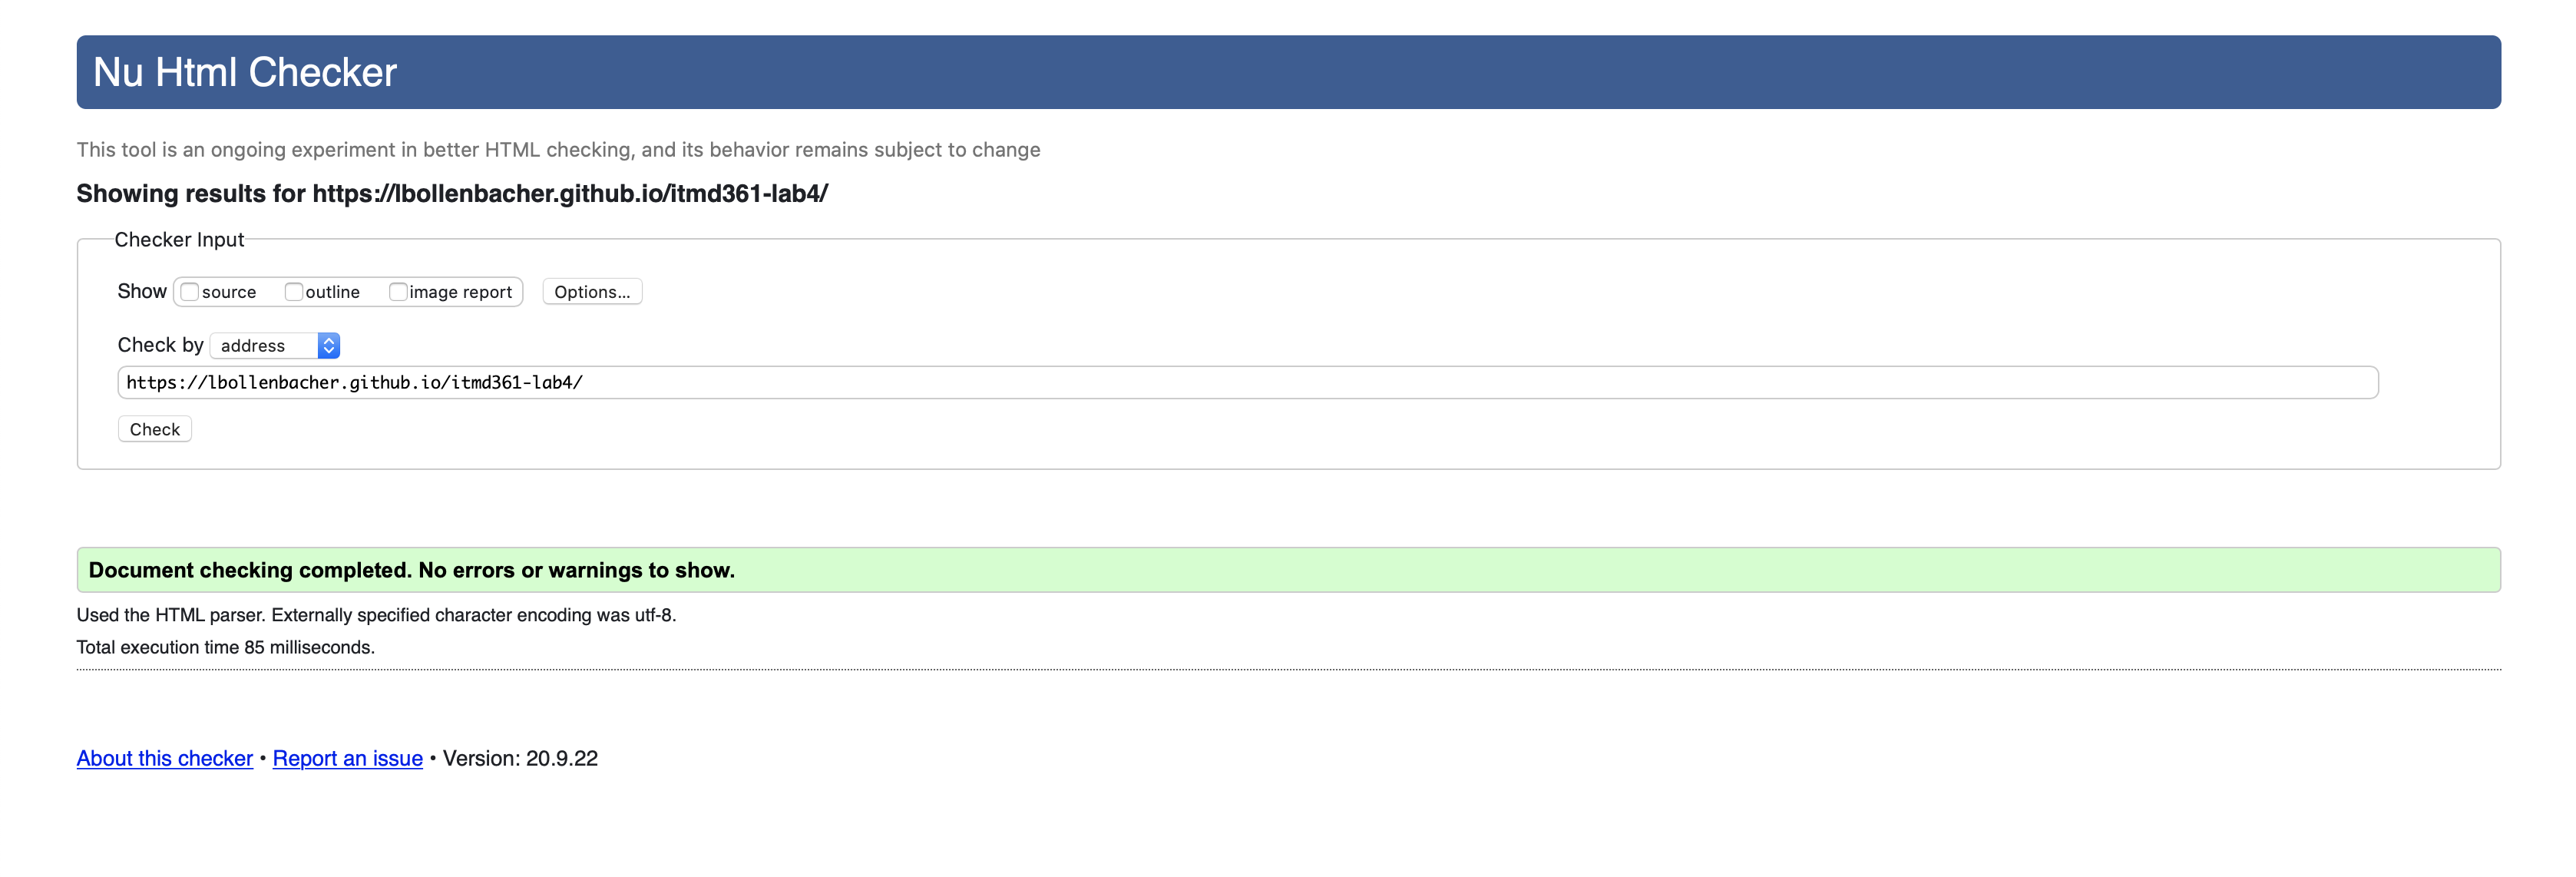 Nu Html Checker
This tool is an ongoing experiment in better HTML checking, and its behavior remains subject to change
Showing results for https://lbollenbacher.github.io/itmd361-lab4/
Checker Input
Show source outline image report Options...
Check by address
https://lbollenbacher.github.io/itmd361-lab4/
Check
Document checking completed. No errors or warnings to show.
Used the HTML parser. Externally specified character encoding was utf-8.
Total execution time 85 milliseconds.
About this checker • Report an issue • Version: 20.9.22